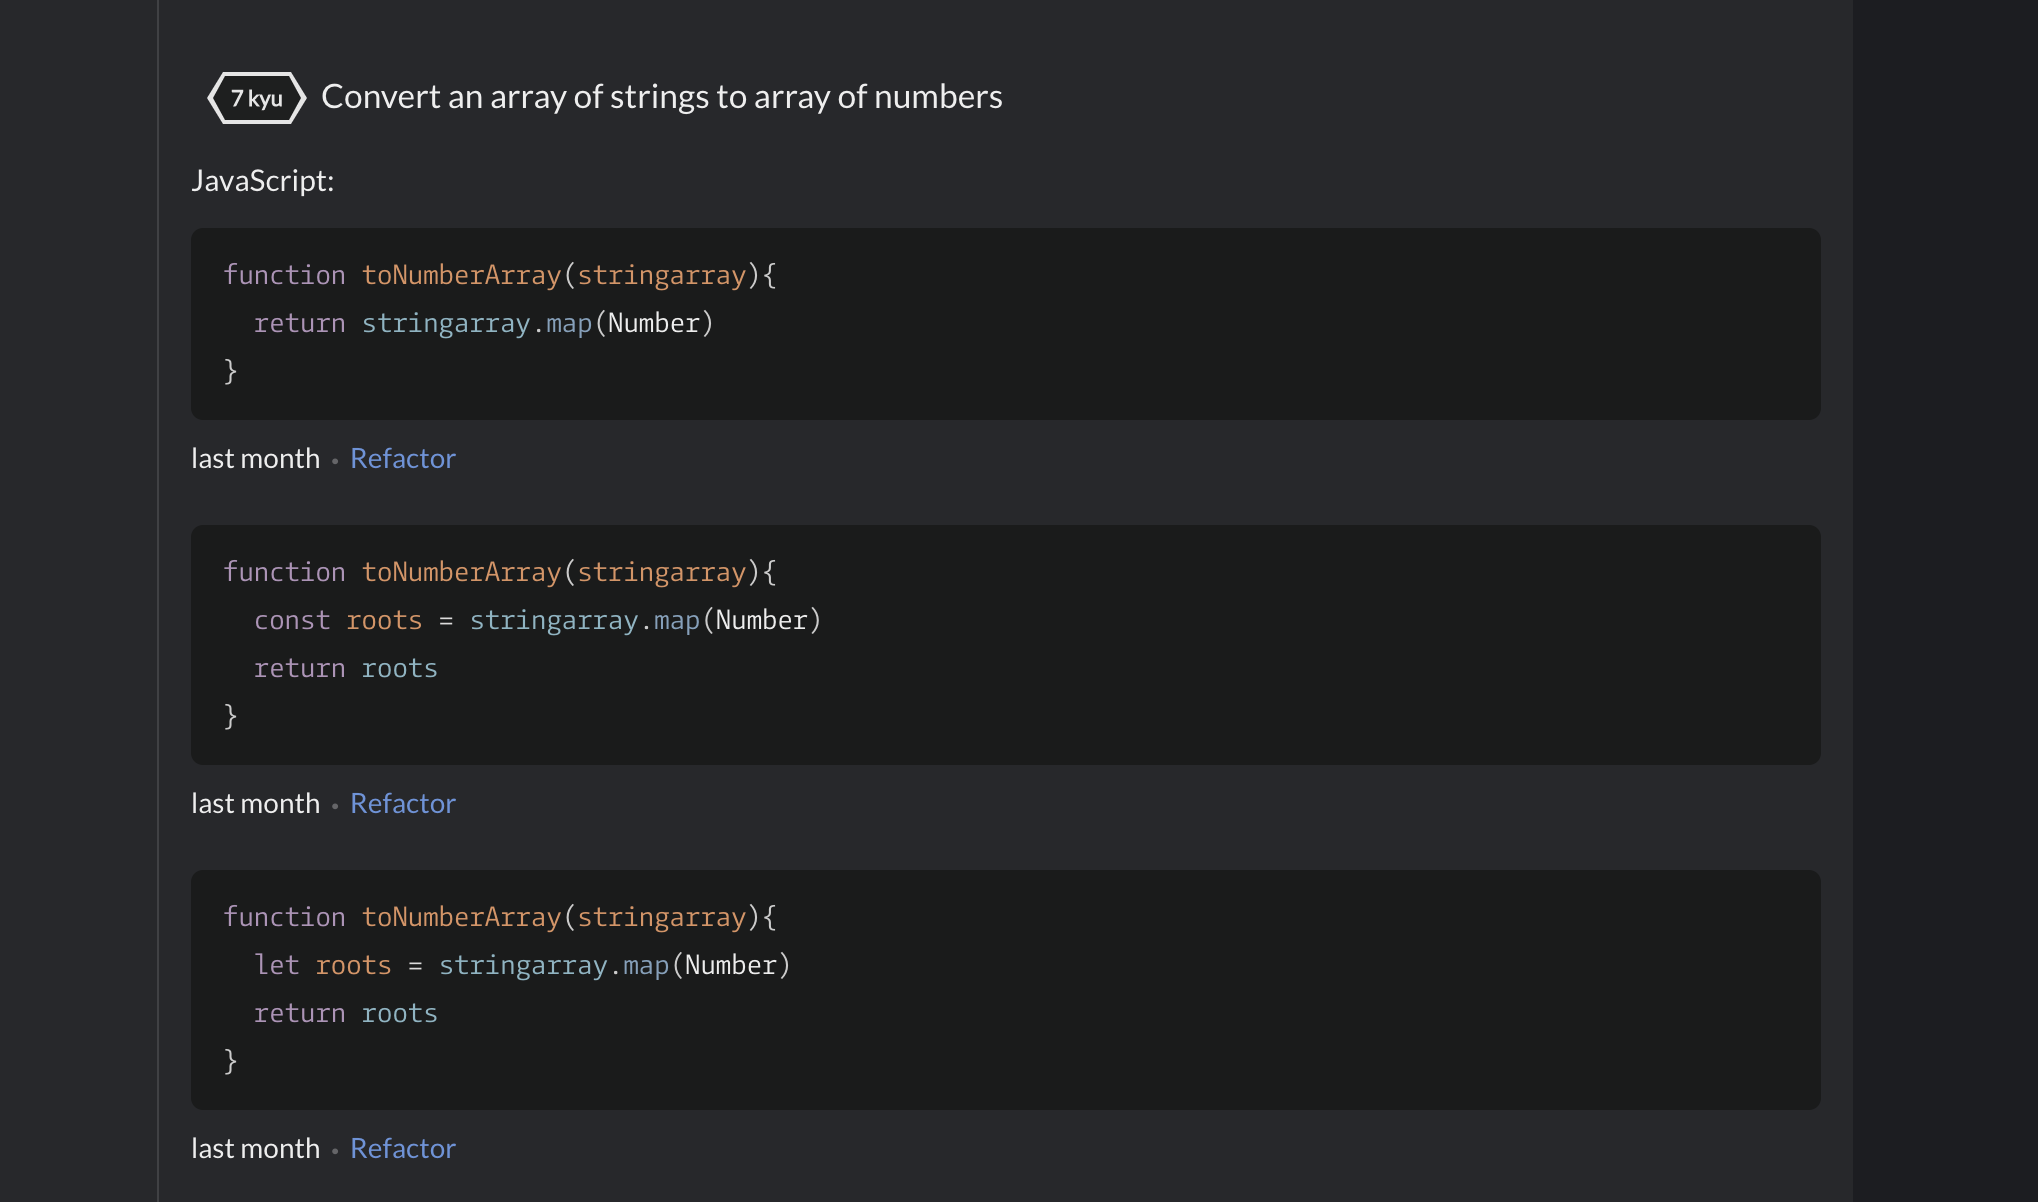 7 kyu Convert an array of strings to array of numbers
JavaScript:
function toNumberArray(stringarray){
  return stringarray.map(Number)
}
last month • Refactor
function toNumberArray(stringarray){
  const roots = stringarray.map(Number)
  return roots
}
last month • Refactor
function toNumberArray(stringarray){
  let roots = stringarray.map(Number)
  return roots
}
last month • Refactor